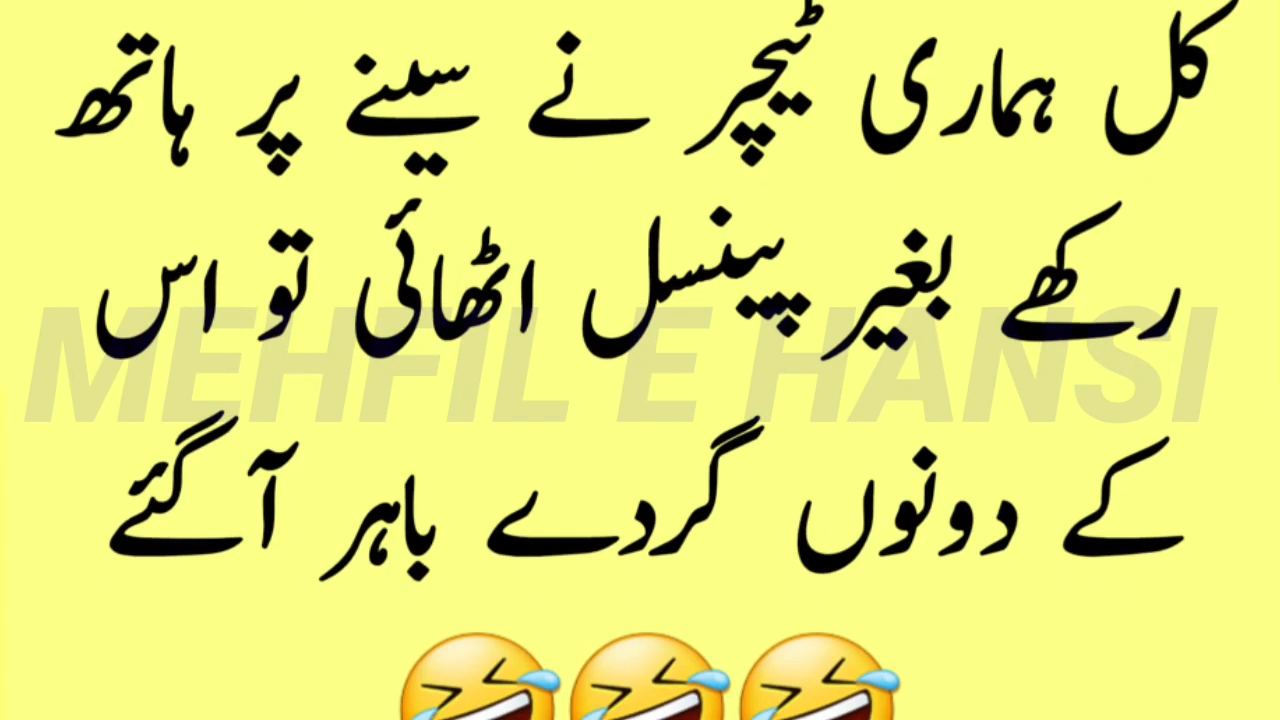 کل ہماری ٹیچر نے سینے پر ہاتھ
رکھے بغیر پینسل اٹھائی تو اس
MEHFIL E HANSI
کے دونوں گردے باہر آگئے